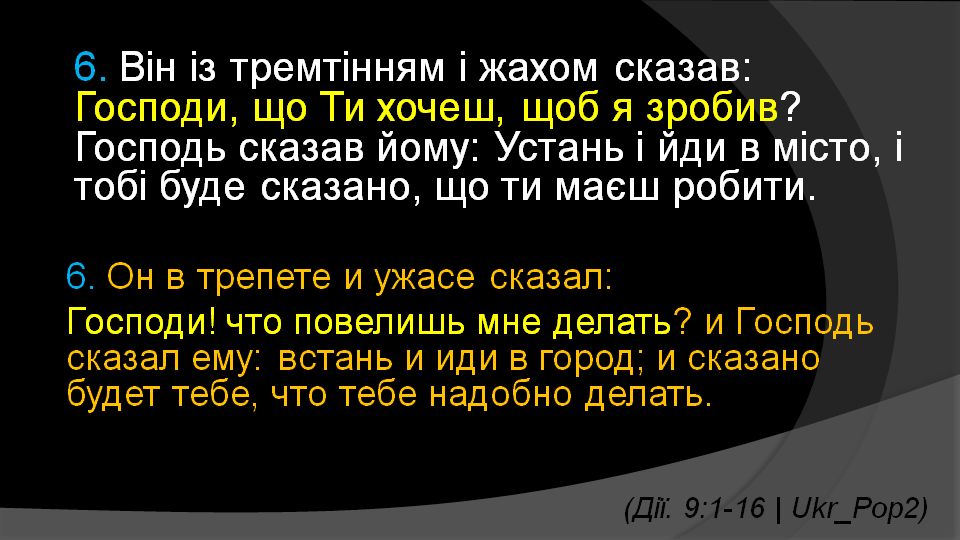 6. Він із тремтінням і жахом сказав:
Господи, що Ти хочеш, щоб я зробив?
Господь сказав йому: Устань і йди в місто, і
тобі буде сказано, що ти маєш робити.
6. Он в трепете и ужасе сказал:
Господи! что повелишь мне делать? и Господь
сказал ему: встань и иди в город; и сказано
будет тебе, что тебе надобно делать.
(Дії. 9:1-16 | Ukr_Pop2)